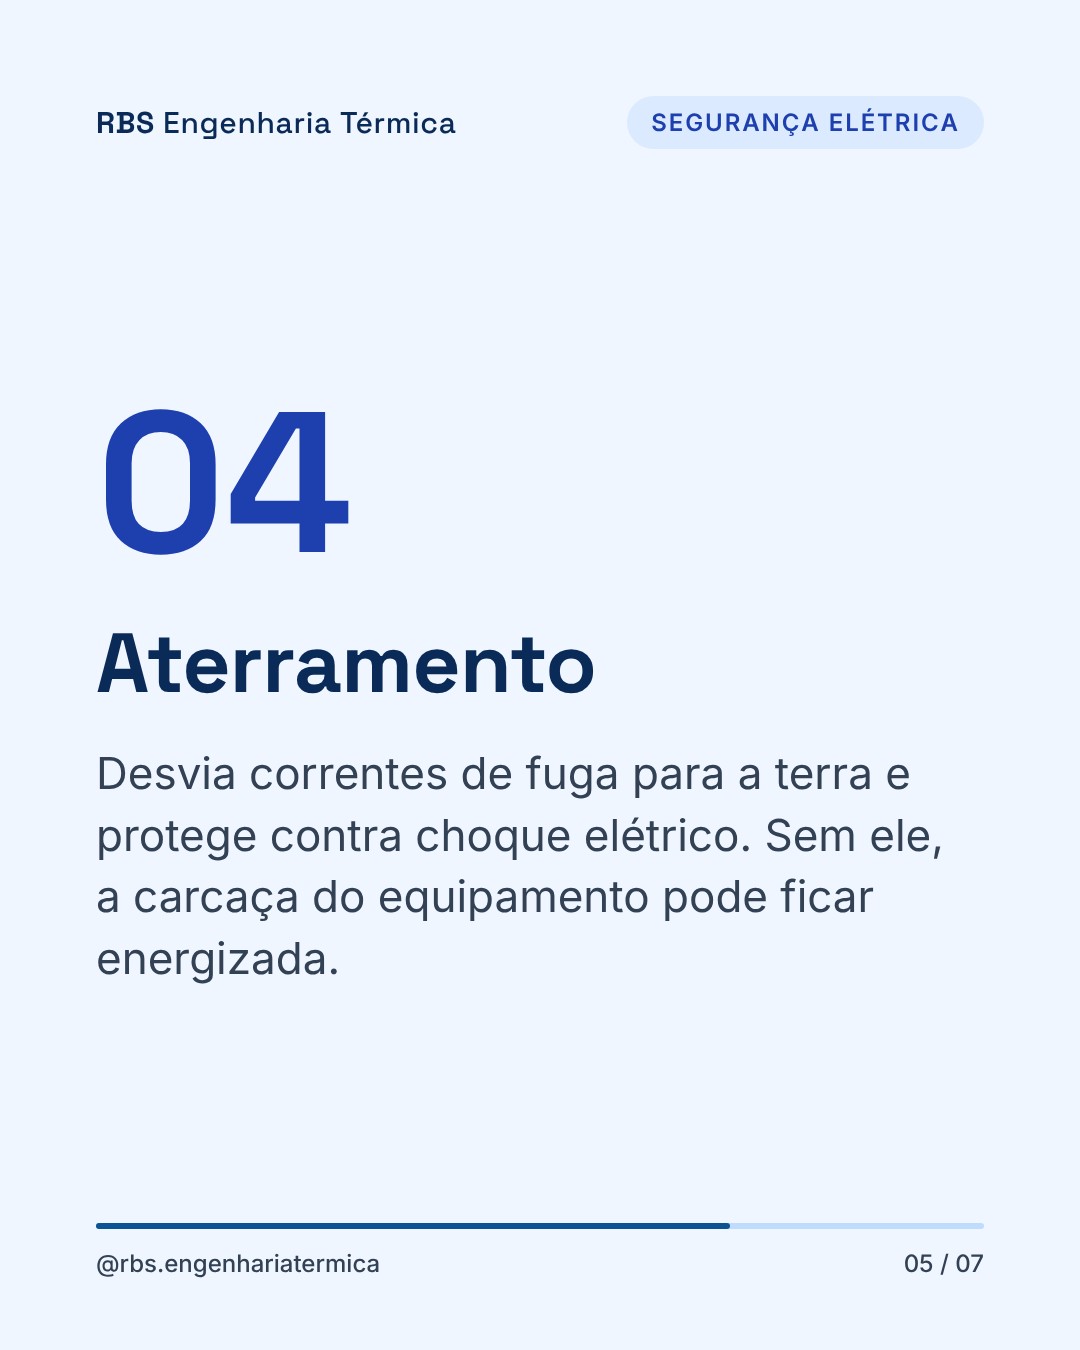 RBS Engenharia Térmica
SEGURANÇA ELÉTRICA
04
Aterramento
Desvia correntes de fuga para a terra e
protege contra choque elétrico. Sem ele,
a carcaça do equipamento pode ficar
energizada.
@rbs.engenhariatermica
05 / 07